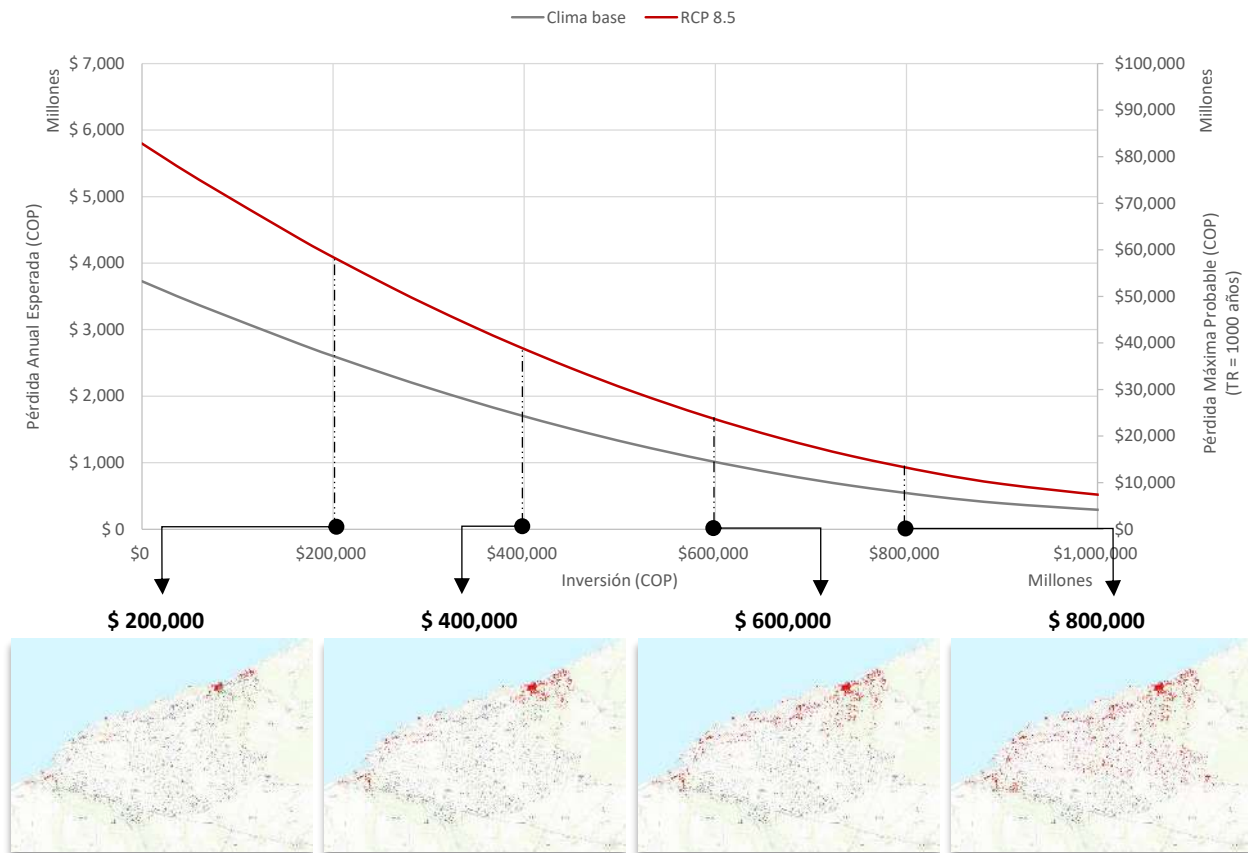 Clima base RCP 8.5
Millones
Pérdida Anual Esperada (COP)
$ 7,000
$ 6,000
$ 5,000
$ 4,000
$ 3,000
$ 2,000
$ 1,000
$ 0
$100,000
$90,000
$80,000
$70,000
$60,000
$50,000
$40,000
$30,000
$20,000
$10,000
$0
Millones
Pérdida Máxima Probable (COP)
(TR = 1000 años)
$0 $200,000 $400,000 $600,000 $800,000 $1,000,000
Inversión (COP) Millones
$ 200,000 $ 400,000 $ 600,000 $ 800,000